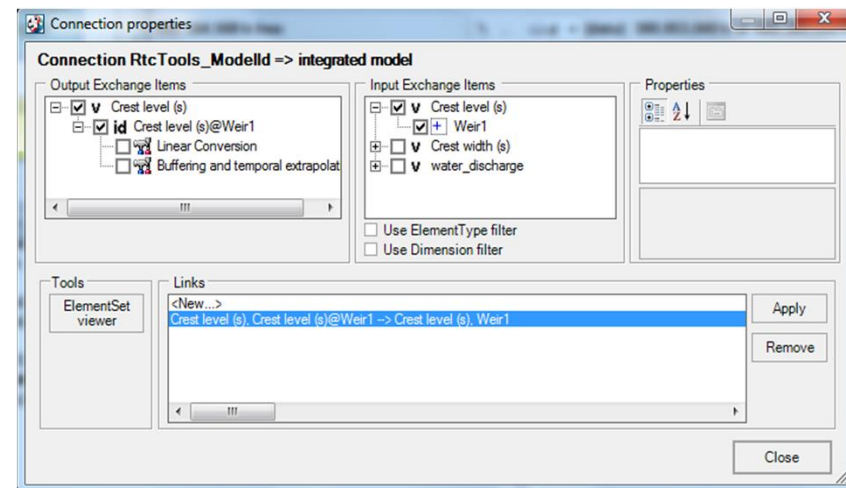 Connection properties
Connection RtcTools_ModelId => integrated model
Output Exchange Items
Crest level (s)
id Crest level (s)@Weir1
Linear Conversion
Buffering and temporal extrapolat
Input Exchange Items
Crest level (s)
Weir1
Crest width (s)
water_discharge
Use ElementType filter
Use Dimension filter
Properties
Tools
ElementSet
viewer
Links
<New...>
Crest level (s), Crest level (s)@Weir1 --> Crest level (s), Weir1
Apply
Remove
Close